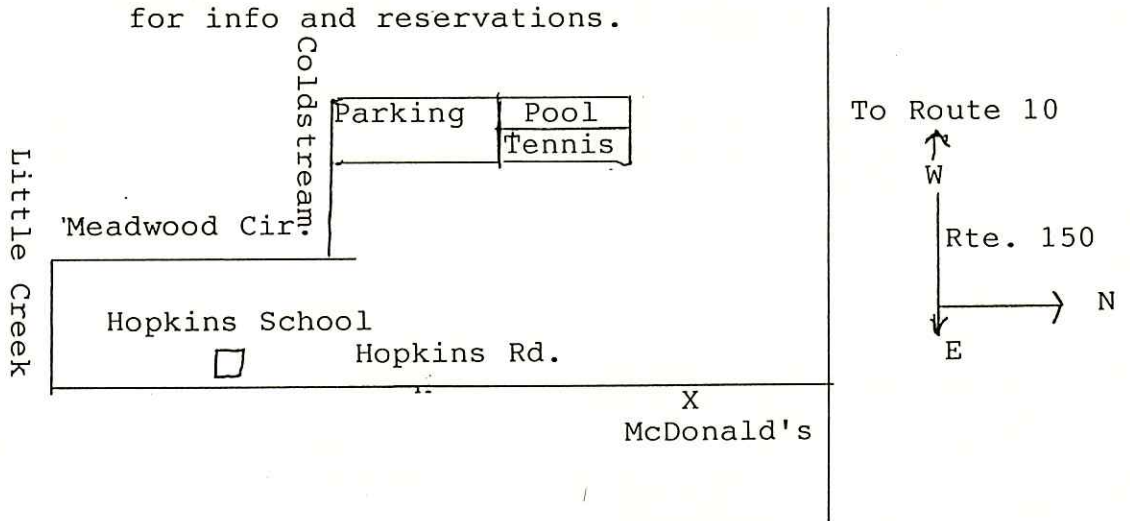 for info and reservations.
Coldstream
Parking
Pool
Tennis
To Route 10
W
Little Creek
Meadwood Cir.
Rte. 150
N
Hopkins School
Hopkins Rd.
E
X
McDonald's